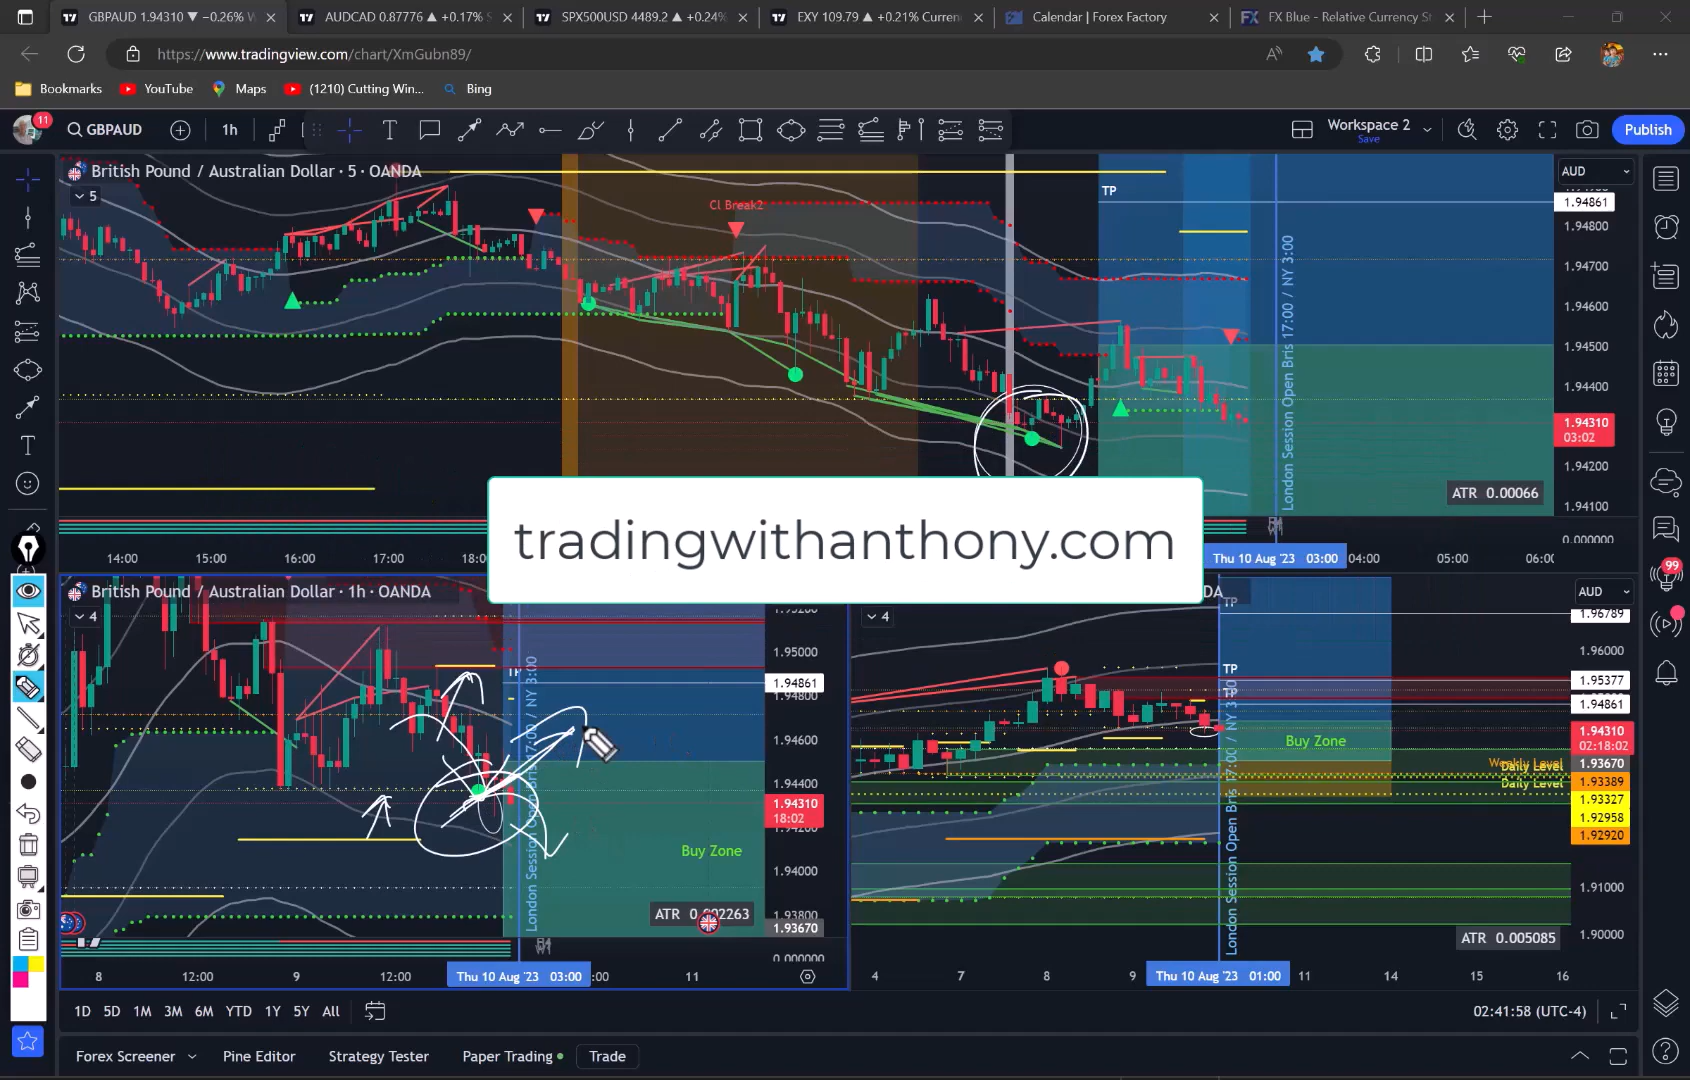 GBPAUD 1.94310 ▼ −0.26%
AUDCAD 0.87776 ▲ +0.17%
SPX500USD 4489.2 ▲ +0.24%
EXY 109.79 ▲ +0.21% Curren
Calendar | Forex Factory
FX Blue - Relative Currency St
https://www.tradingview.com/chart/XmGubn89/
Bookmarks
YouTube
Maps
(1210) Cutting Win...
Bing
11
GBPAUD
1h
Workspace 2
Save
Publish
British Pound / Australian Dollar · 5 · OANDA
5
Cl Break2
TP
AUD
1.94861
1.94800
1.94700
1.94600
1.94500
1.94400
1.94310
03:02
1.94200
1.94100
0.000000
London Session Open Bris 17:00 / NY 3:00
ATR 0.00066
14:00 15:00 16:00 17:00
Thu 10 Aug '23 03:00
04:00 05:00
tradingwithanthony.com
British Pound / Australian Dollar · 1h · OANDA
4
1.95000
1.94861
1.94800
1.94600
1.94400
1.94310
18:02
1.94000
1.93800
1.93670
0.000000
Buy Zone
8 12:00 9 12:00
Thu 10 Aug '23 03:00
:00 11
4
AUD
TP
TP
1.96789
1.96000
1.95377
1.94861
1.94310
02:18:02
1.93670
1.93389
1.93327
1.92958
1.92920
1.91000
1.90000
Buy Zone
Daily Level
Daily Level
ATR 0.005085
4 7 8 9
Thu 10 Aug '23 01:00
11 14 15 16
99
1D 5D 1M 3M 6M YTD 1Y 5Y All
02:41:58 (UTC-4)
Forex Screener
Pine Editor
Strategy Tester
Paper Trading
Trade